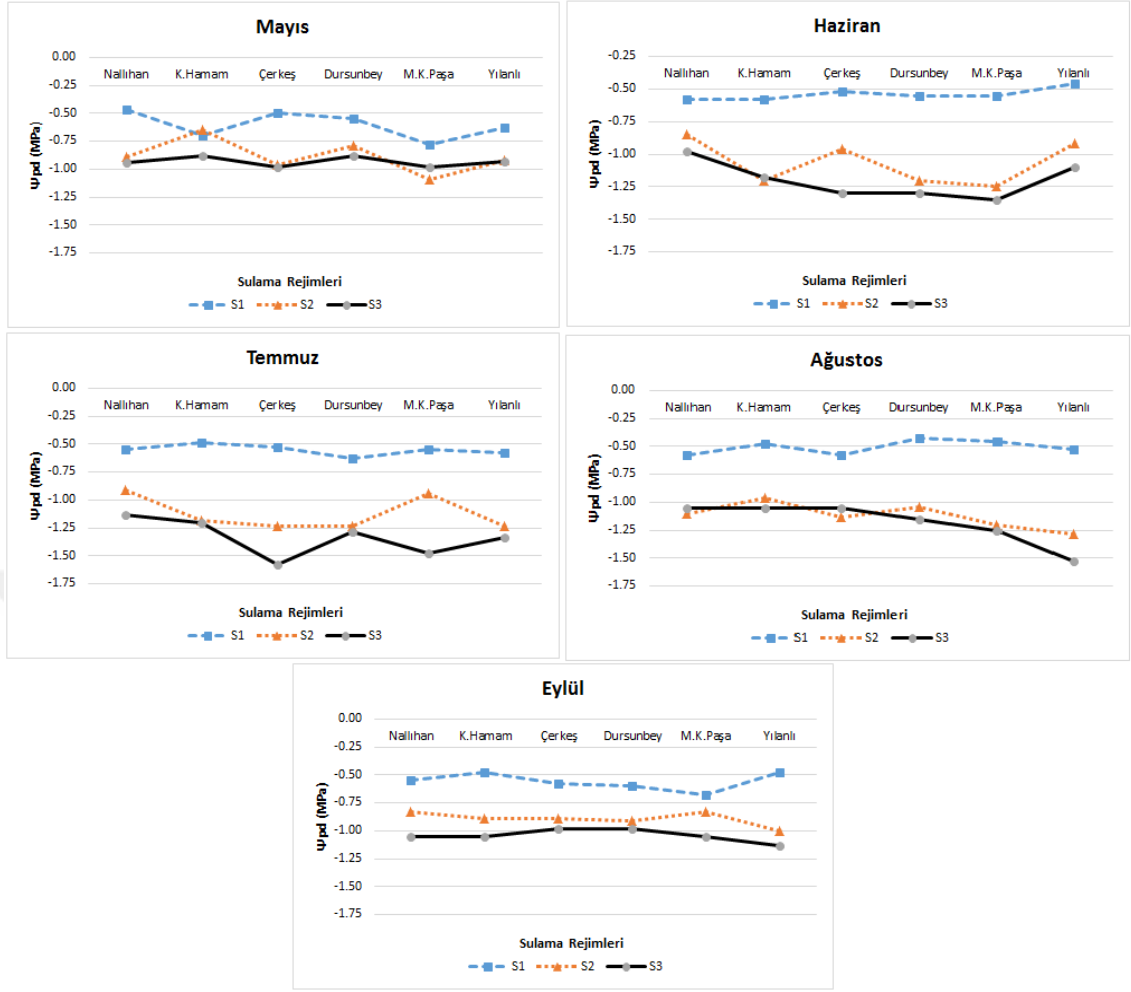 Mayıs
0.00
Nallıhan K.Hamam Çerkeş Dursunbey M.K.Paşa Yılanlı
-0.25
-0.50
-0.75
-1.00
-1.25
-1.50
-1.75
Ψpd (MPa)
Sulama Rejimleri
S1 S2 S3
Haziran
-0.25
Nallıhan K.Hamam Çerkeş Dursunbey M.K.Paşa Yılanlı
-0.50
-0.75
-1.00
-1.25
-1.50
-1.75
Ψpd (MPa)
Sulama Rejimleri
S1 S2 S3
Temmuz
0.00
Nallıhan K.Hamam Çerkeş Dursunbey M.K.Paşa Yılanlı
-0.25
-0.50
-0.75
-1.00
-1.25
-1.50
-1.75
Ψpd (MPa)
Sulama Rejimleri
S1 S2 S3
Ağustos
0.00
Nallıhan K.Hamam Çerkeş Dursunbey M.K.Paşa Yılanlı
-0.25
-0.50
-0.75
-1.00
-1.25
-1.50
-1.75
Ψpd (MPa)
Sulama Rejimleri
S1 S2 S3
Eylül
0.00
Nallıhan K.Hamam Çerkeş Dursunbey M.K.Paşa Yılanlı
-0.25
-0.50
-0.75
-1.00
-1.25
-1.50
-1.75
Ψpd (MPa)
Sulama Rejimleri
S1 S2 S3